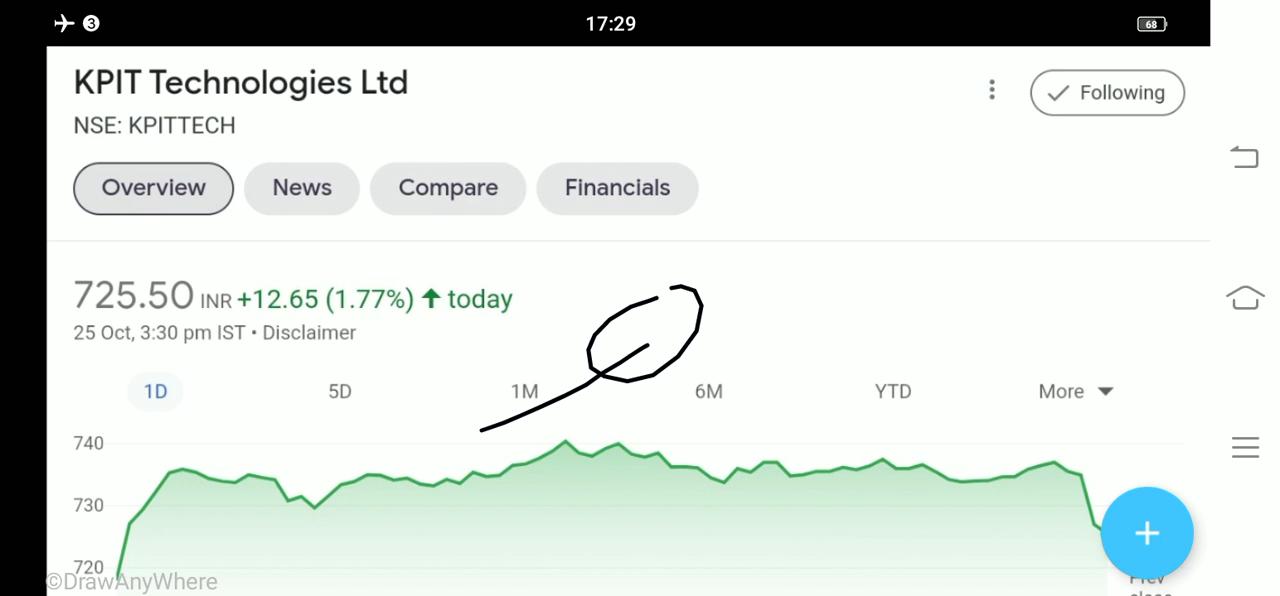 3 17:29 68
KPIT Technologies Ltd
Following
NSE: KPITTECH
Overview News Compare Financials
725.50 INR +12.65 (1.77%) ↑ today
25 Oct, 3:30 pm IST • Disclaimer
1D 5D 1M 6M YTD More
740
730
720
©DrawAnyWhere